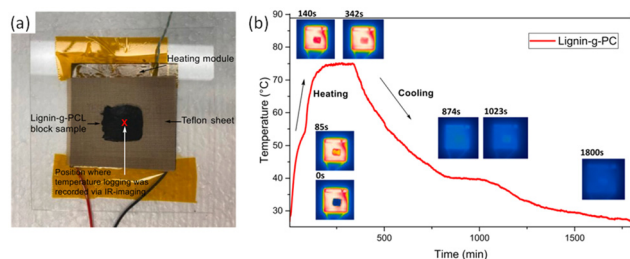 (a)
Heating module
Lignin-g-PCL
block sample
X
Teflon sheet
Position where
temperature logging was
recorded via IR-imaging
(b)
90
80
70
60
50
40
30
Temperature (°C)
140s
342s
Lignin-g-PC
Heating
Cooling
85s
0s
874s
1023s
1800s
500
1000
1500
Time (min)